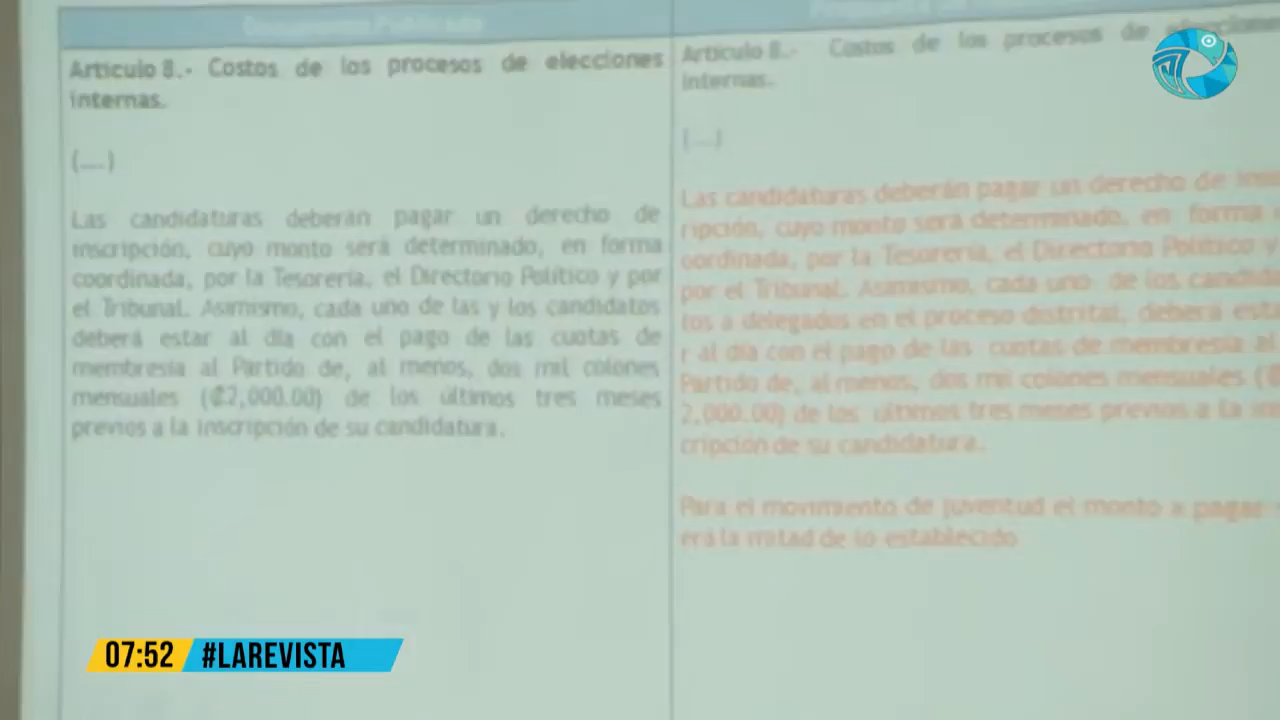 Documento Publicado
Artículo 8.- Costos de los procesos de elecciones
internas.
(....)
Las candidaturas deberán pagar un derecho de
inscripción, cuyo monto será determinado, en forma
coordinada, por la Tesorería, el Directorio Político y por
el Tribunal. Asimismo, cada uno de las y los candidatos
deberá estar al día con el pago de las cuotas de
membresía al Partido de, al menos, dos mil colones
mensuales (₡2,000.00) de los últimos tres meses
previos a la inscripción de su candidatura.
Artículo 8.- Costos de los procesos de elecciones
internas.
(...)
Las candidaturas deberán pagar un derecho de insc
ripción, cuyo monto será determinado, en forma c
oordinada, por la Tesorería, el Directorio Político y
por el Tribunal. Asimismo, cada uno de los candida
tos a delegados en el proceso distrital, deberá esta
r al día con el pago de las cuotas de membresía al
Partido de, al menos, dos mil colones mensuales (₡
2,000.00) de los últimos tres meses previos a la ins
cripción de su candidatura.
Para el movimiento de juventud el monto a pagar s
erá la mitad de lo establecido
07:52 #LAREVISTA